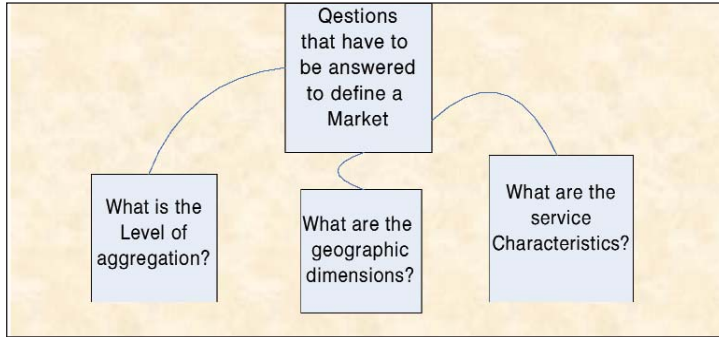 Qestions
that have to
be answered
to define a
Market
What is the
Level of
aggregation?
What are the
geographic
dimensions?
What are the
service
Characteristics?